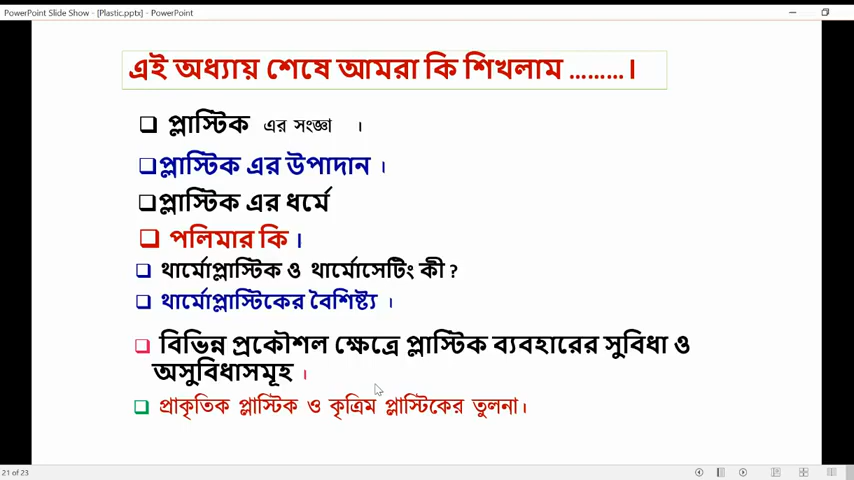 PowerPoint Slide Show - [Plastic.pptx] - PowerPoint
এই অধ্যায় শেষে আমরা কি শিখলাম .........।
প্লাস্টিক এর সংজ্ঞা ।
প্লাস্টিক এর উপাদান ।
প্লাস্টিক এর ধর্মে
পলিমার কি ।
থার্মোপ্লাস্টিক ও থার্মোসেটিং কী ?
থার্মোপ্লাস্টিকের বৈশিষ্ট্য ।
বিভিন্ন প্রকৌশল ক্ষেত্রে প্লাস্টিক ব্যবহারের সুবিধা ও
অসুবিধাসমূহ ।
প্রাকৃতিক প্লাস্টিক ও কৃত্রিম প্লাস্টিকের তুলনা।
21 of 23